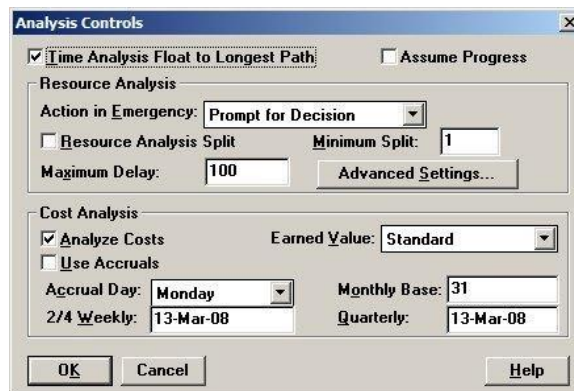 Analysis Controls
Time Analysis Float to Longest Path Assume Progress
Resource Analysis
Action in Emergency: Prompt for Decision
Resource Analysis Split Minimum Split: 1
Maximum Delay: 100 Advanced Settings...
Cost Analysis
Analyze Costs Earned Value: Standard
Use Accruals
Accrual Day: Monday Monthly Base: 31
2/4 Weekly: 13-Mar-08 Quarterly: 13-Mar-08
OK Cancel Help